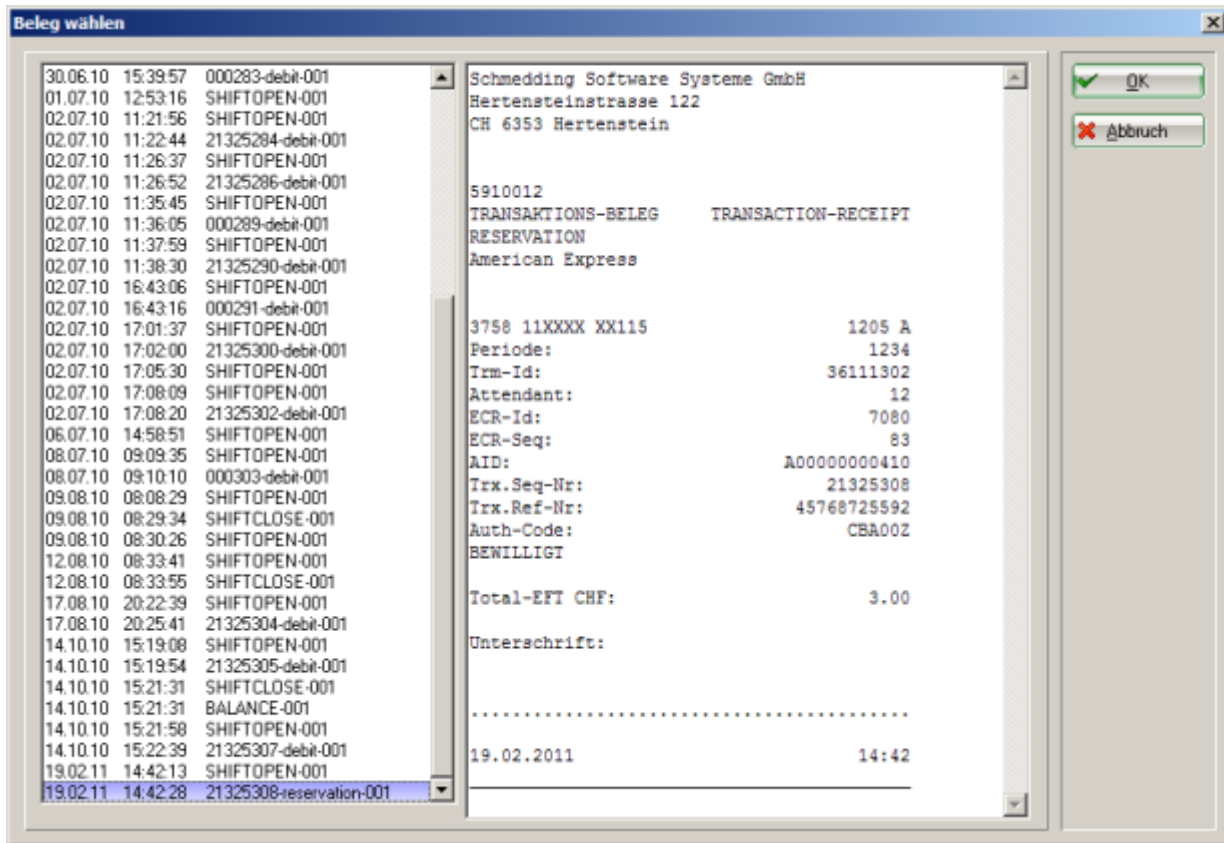 Beleg wählen
30.06.10 15:39:57 000283-debit-001
01.07.10 12:53:16 SHIFTOPEN-001
02.07.10 11:21:56 SHIFTOPEN-001
02.07.10 11:22:44 21325284-debit-001
02.07.10 11:26:37 SHIFTOPEN-001
02.07.10 11:26:52 21325286-debit-001
02.07.10 11:35:45 SHIFTOPEN-001
02.07.10 11:36:05 000289-debit-001
02.07.10 11:37:59 SHIFTOPEN-001
02.07.10 11:38:30 21325290-debit-001
02.07.10 16:43:06 SHIFTOPEN-001
02.07.10 16:43:16 000291-debit-001
02.07.10 17:01:37 SHIFTOPEN-001
02.07.10 17:02:00 21325300-debit-001
02.07.10 17:05:30 SHIFTOPEN-001
02.07.10 17:08:09 SHIFTOPEN-001
02.07.10 17:08:20 21325302-debit-001
06.07.10 14:58:51 SHIFTOPEN-001
08.07.10 09:09:35 SHIFTOPEN-001
08.07.10 09:10:10 000303-debit-001
09.08.10 08:08:29 SHIFTOPEN-001
09.08.10 08:29:34 SHIFTCLOSE-001
09.08.10 08:30:26 SHIFTOPEN-001
12.08.10 08:33:41 SHIFTOPEN-001
12.08.10 08:33:55 SHIFTCLOSE-001
17.08.10 20:22:39 SHIFTOPEN-001
17.08.10 20:25:41 21325304-debit-001
14.10.10 15:19:08 SHIFTOPEN-001
14.10.10 15:19:54 21325305-debit-001
14.10.10 15:21:31 SHIFTCLOSE-001
14.10.10 15:21:31 BALANCE-001
14.10.10 15:21:58 SHIFTOPEN-001
14.10.10 15:22:39 21325307-debit-001
19.02.11 14:42:13 SHIFTOPEN-001
19.02.11 14:42:28 21325308-reservation-001
Schmedding Software Systeme GmbH
Hertensteinstrasse 122
CH 6353 Hertenstein
5910012
TRANSAKTIONS-BELEG TRANSACTION-RECEIPT
RESERVATION
American Express
3758 11XXXX XX115 1205 A
Periode: 1234
Trm-Id: 36111302
Attendant: 12
ECR-Id: 7080
ECR-Seq: 83
AID: A00000000410
Trx.Seq-Nr: 21325308
Trx.Ref-Nr: 45768725592
Auth-Code: CBA00Z
BEWILLIGT
Total-EFT CHF: 3.00
Unterschrift:
..........................................
19.02.2011 14:42
OK
Abbruch